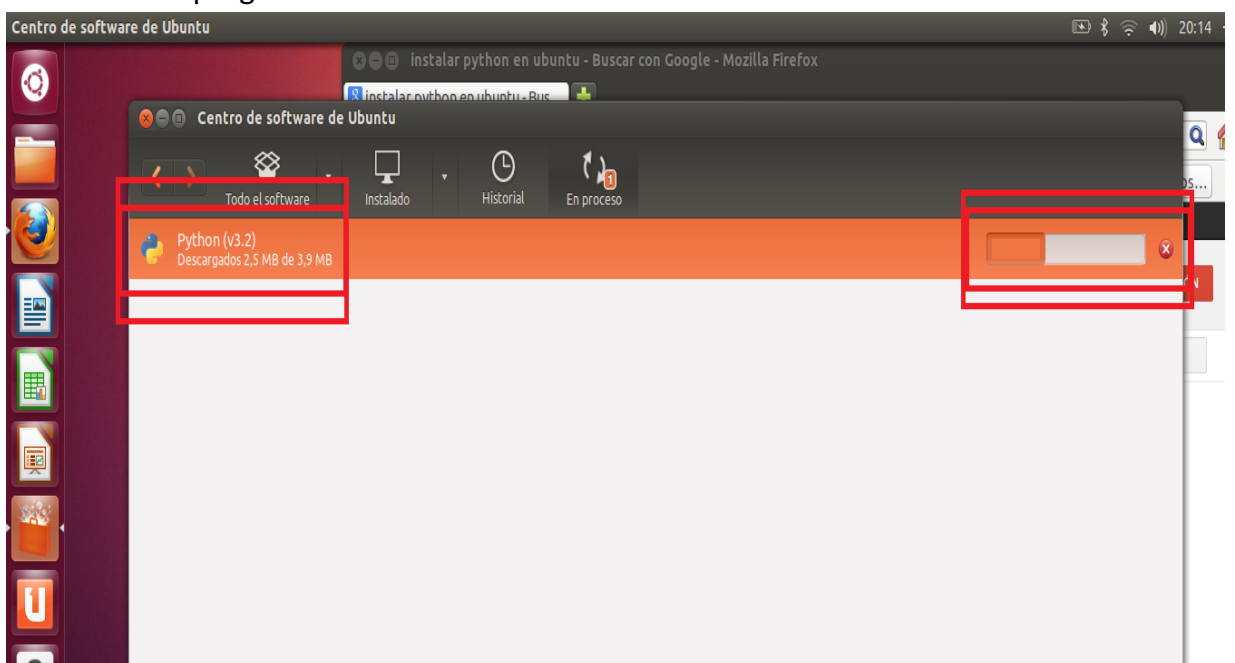 Centro de software de Ubuntu
20:14
instalar python en ubuntu - Buscar con Google - Mozilla Firefox
instalar python en ubuntu - Bus
Centro de software de Ubuntu
Todo el software
Instalado
Historial
En proceso
1
Python (v3.2)
Descargados 2,5 MB de 3,9 MB